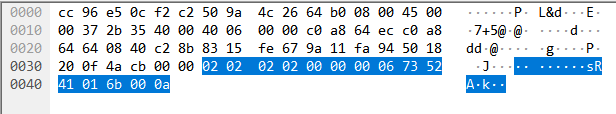 0000 cc 96 e5 0c f2 c2 50 9a 4c 26 64 b0 08 00 45 00 ······P· L&d···E·
0010 00 37 2b 35 40 00 40 06 00 00 c0 a8 64 ec c0 a8 ·7+5@·@· ····d···
0020 64 64 08 40 c2 8b 83 15 fe 67 9a 11 fa 94 50 18 dd·@···· ·g····P·
0030 20 0f 4a cb 00 00 02 02 02 02 00 00 00 06 73 52 ·J····· ······sR
0040 41 01 6b 00 0a A·k··